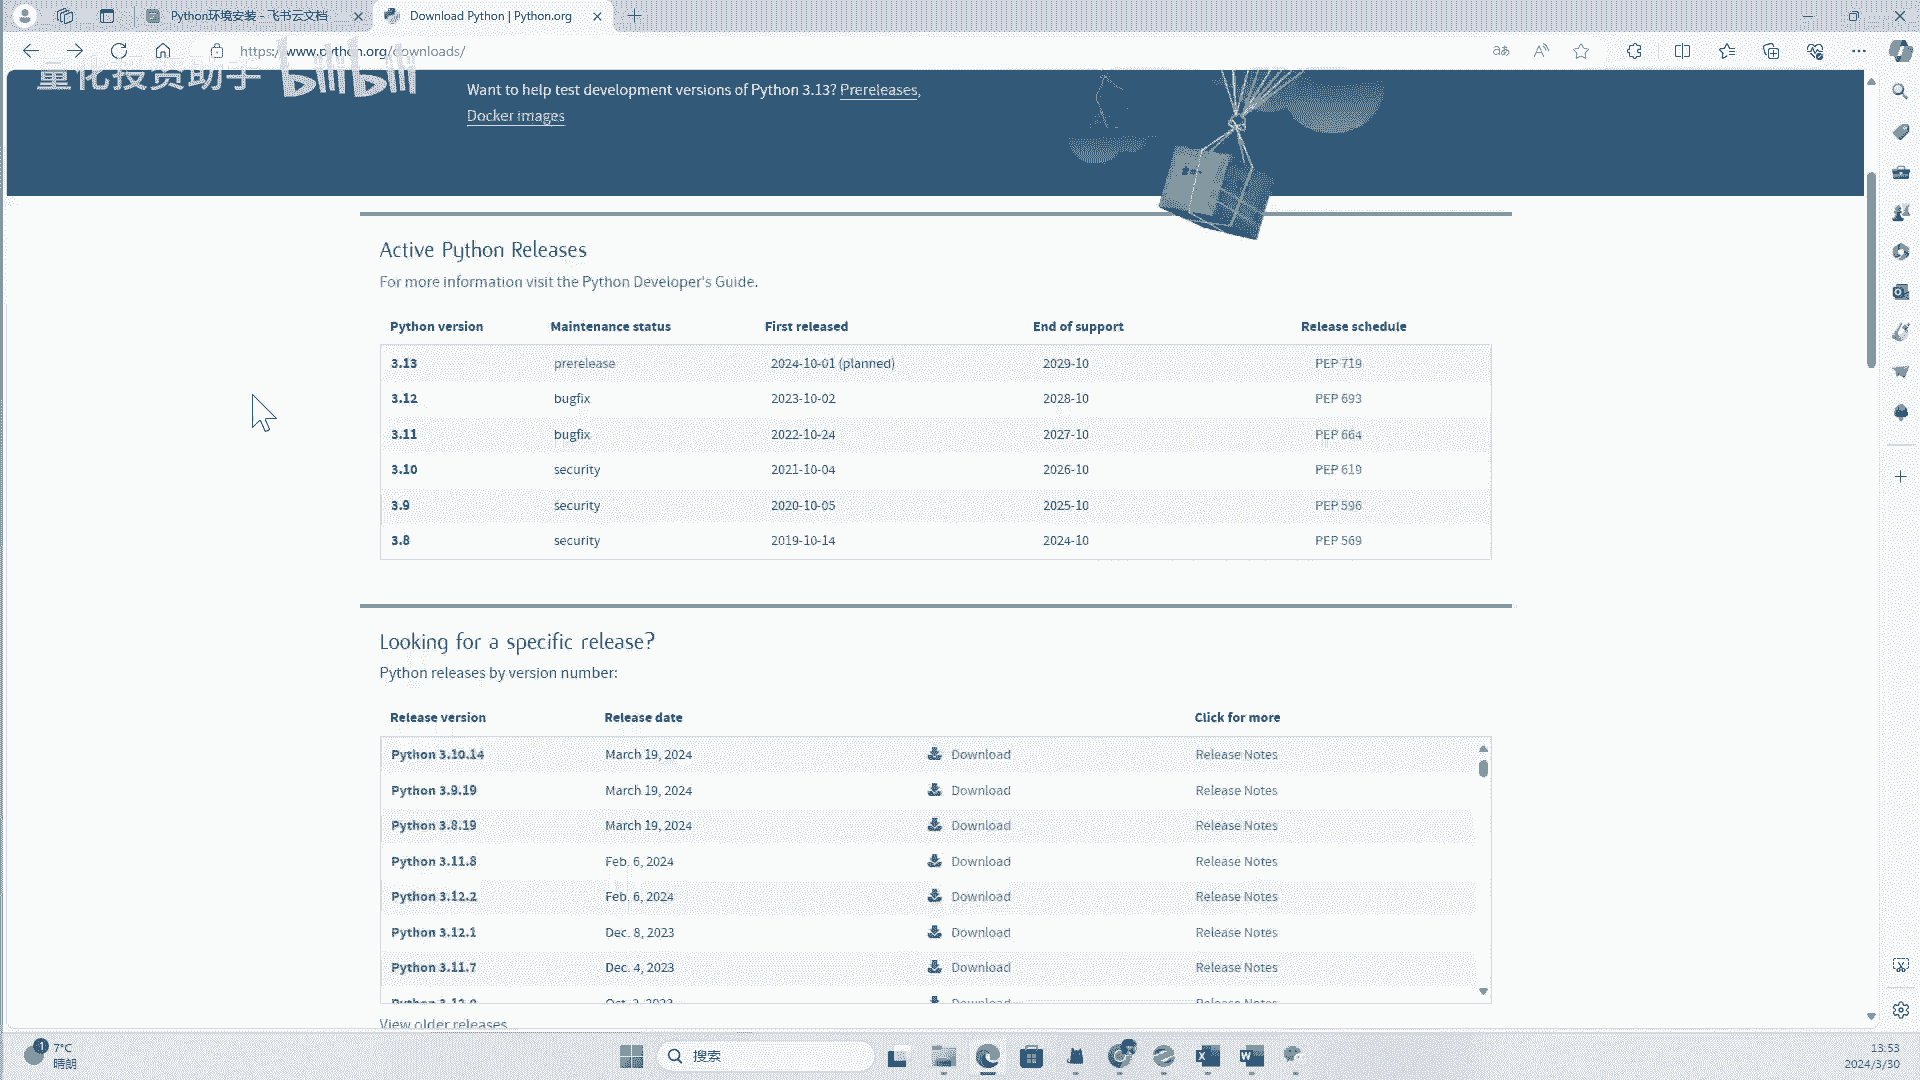 Python环境安装 - 飞书云文档
Download Python | Python.org
https://www.python.org/downloads/
量化投资助手 bilibili
Want to help test development versions of Python 3.13? Prereleases,
Docker images
Active Python Releases
For more information visit the Python Developer's Guide.
Python version Maintenance status First released End of support Release schedule
3.13 prerelease 2024-10-01 (planned) 2029-10 PEP 719
3.12 bugfix 2023-10-02 2028-10 PEP 693
3.11 bugfix 2022-10-24 2027-10 PEP 664
3.10 security 2021-10-04 2026-10 PEP 619
3.9 security 2020-10-05 2025-10 PEP 596
3.8 security 2019-10-14 2024-10 PEP 569
Looking for a specific release?
Python releases by version number:
Release version Release date Click for more
Python 3.10.14 March 19, 2024 Download Release Notes
Python 3.9.19 March 19, 2024 Download Release Notes
Python 3.8.19 March 19, 2024 Download Release Notes
Python 3.11.8 Feb. 6, 2024 Download Release Notes
Python 3.12.2 Feb. 6, 2024 Download Release Notes
Python 3.12.1 Dec. 8, 2023 Download Release Notes
Python 3.11.7 Dec. 4, 2023 Download Release Notes
Python 3.12.0 Oct. 2, 2023 Download Release Notes
View older releases
1
7°C
晴朗
搜索
13:53
2024/3/30